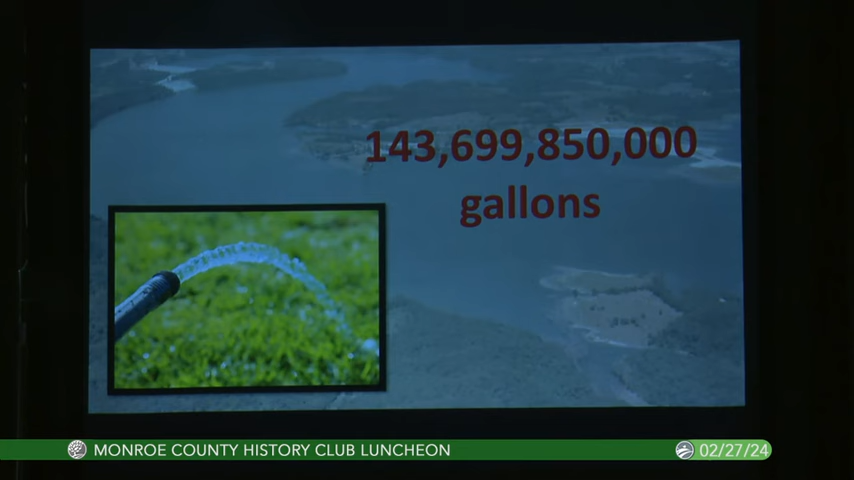 143,699,850,000
gallons
MONROE COUNTY HISTORY CLUB LUNCHEON
02/27/24